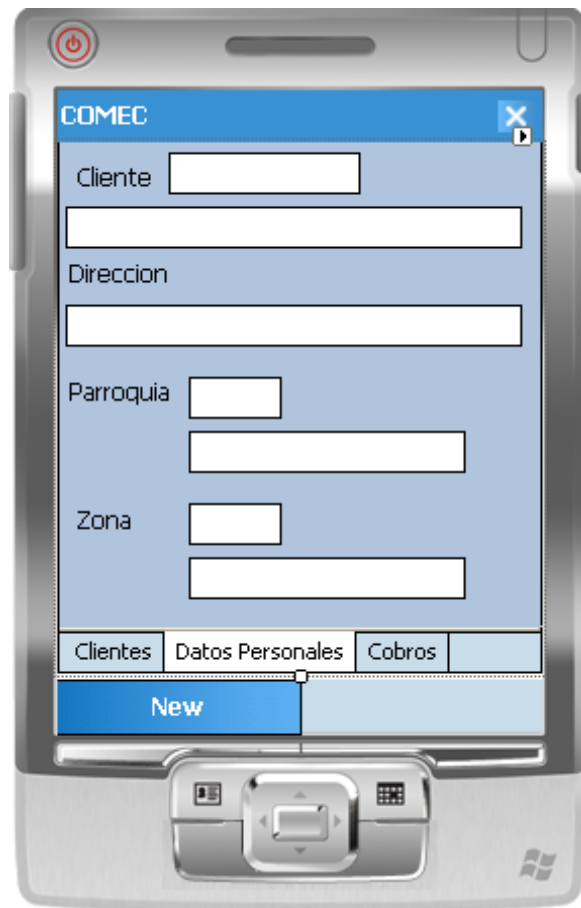 COMEC
Cliente
Direccion
Parroquia
Zona
Clientes Datos Personales Cobros
New